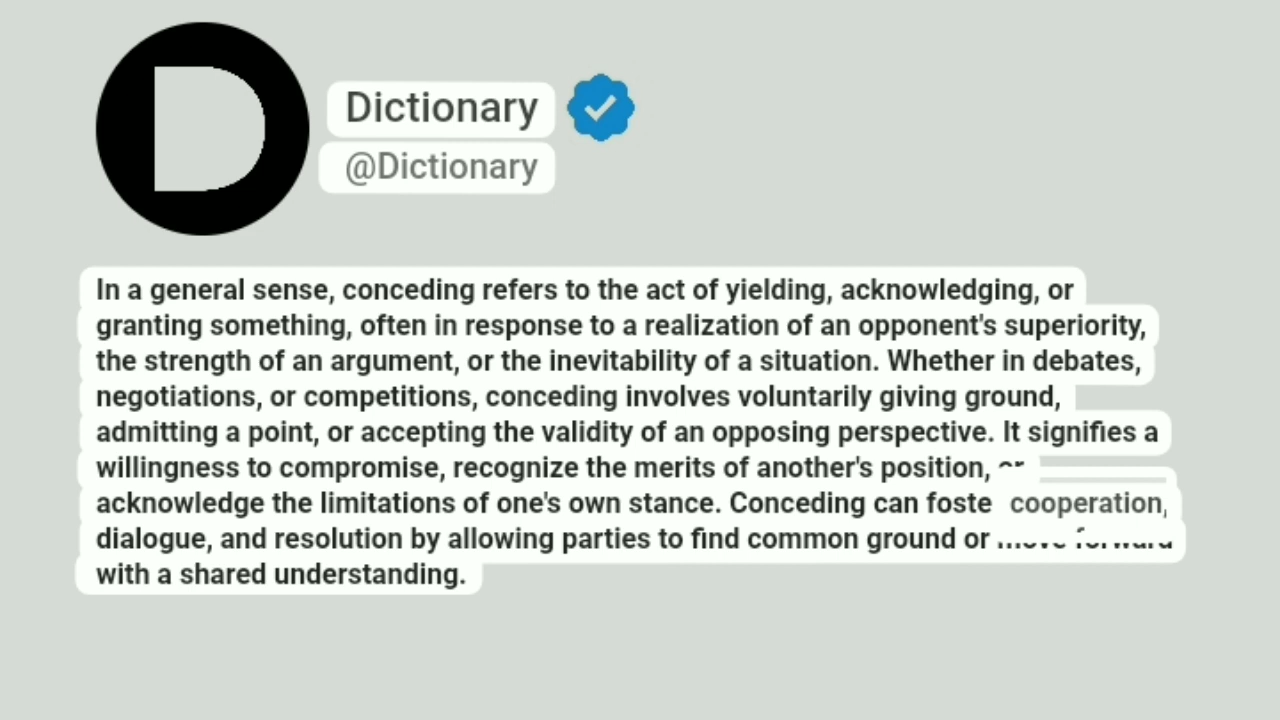 D
Dictionary
@Dictionary
In a general sense, conceding refers to the act of yielding, acknowledging, or
granting something, often in response to a realization of an opponent's superiority,
the strength of an argument, or the inevitability of a situation. Whether in debates,
negotiations, or competitions, conceding involves voluntarily giving ground,
admitting a point, or accepting the validity of an opposing perspective. It signifies a
willingness to compromise, recognize the merits of another's position, or
acknowledge the limitations of one's own stance. Conceding can foste cooperation,
dialogue, and resolution by allowing parties to find common ground or move forward
with a shared understanding.